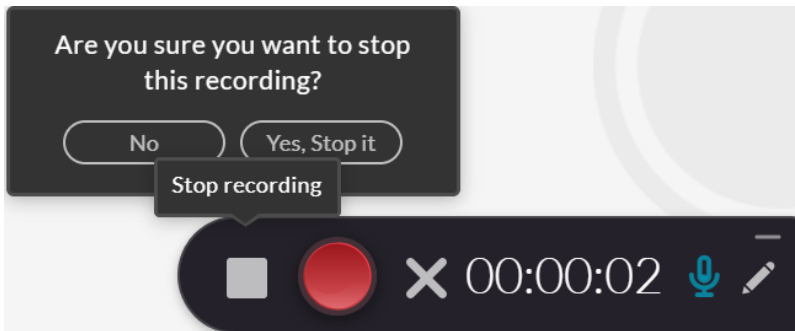 Are you sure you want to stop
this recording?
No
Yes, Stop it
Stop recording
00:00:02